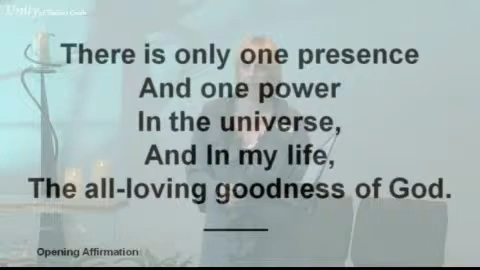 Unity
There is only one presence
And one power
In the universe,
And In my life,
The all-loving goodness of God.
Opening Affirmation: